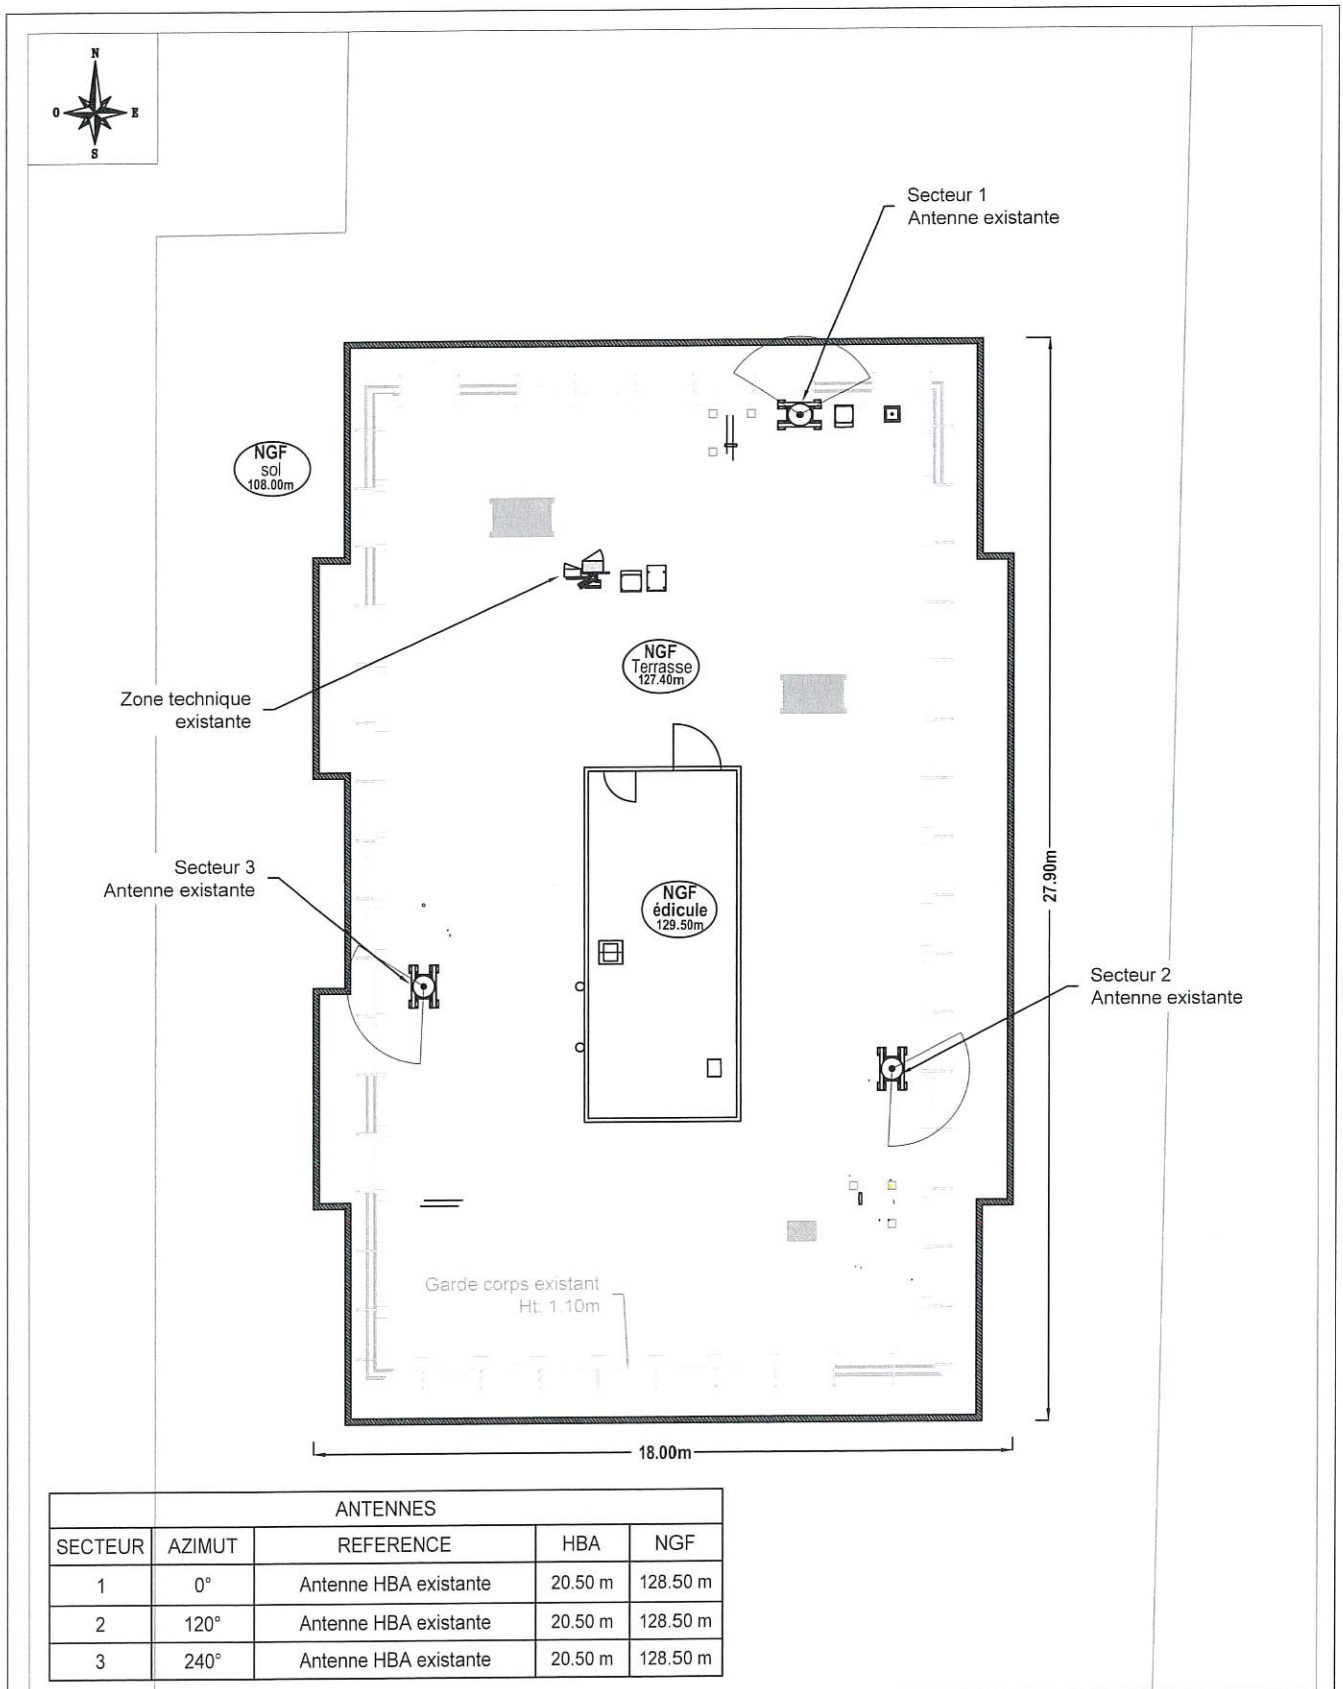 N
O E
S
Secteur 1
Antenne existante
NGF
sol
108.00m
NGF
Terrasse
127.40m
Zone technique
existante
Secteur 3
Antenne existante
NGF
édicule
129.50m
27.90m
Secteur 2
Antenne existante
Garde corps existant
Ht: 1.10m
18.00m
ANTENNES
SECTEUR AZIMUT REFERENCE HBA NGF
1 0° Antenne HBA existante 20.50 m 128.50 m
2 120° Antenne HBA existante 20.50 m 128.50 m
3 240° Antenne HBA existante 20.50 m 128.50 m